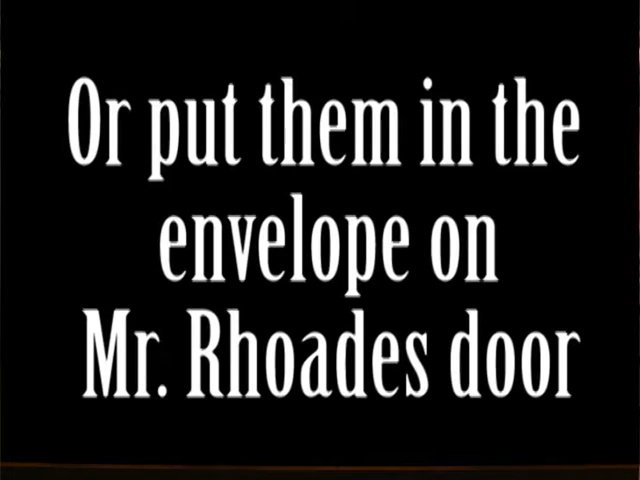 Or put them in the
envelope on
Mr. Rhoades door